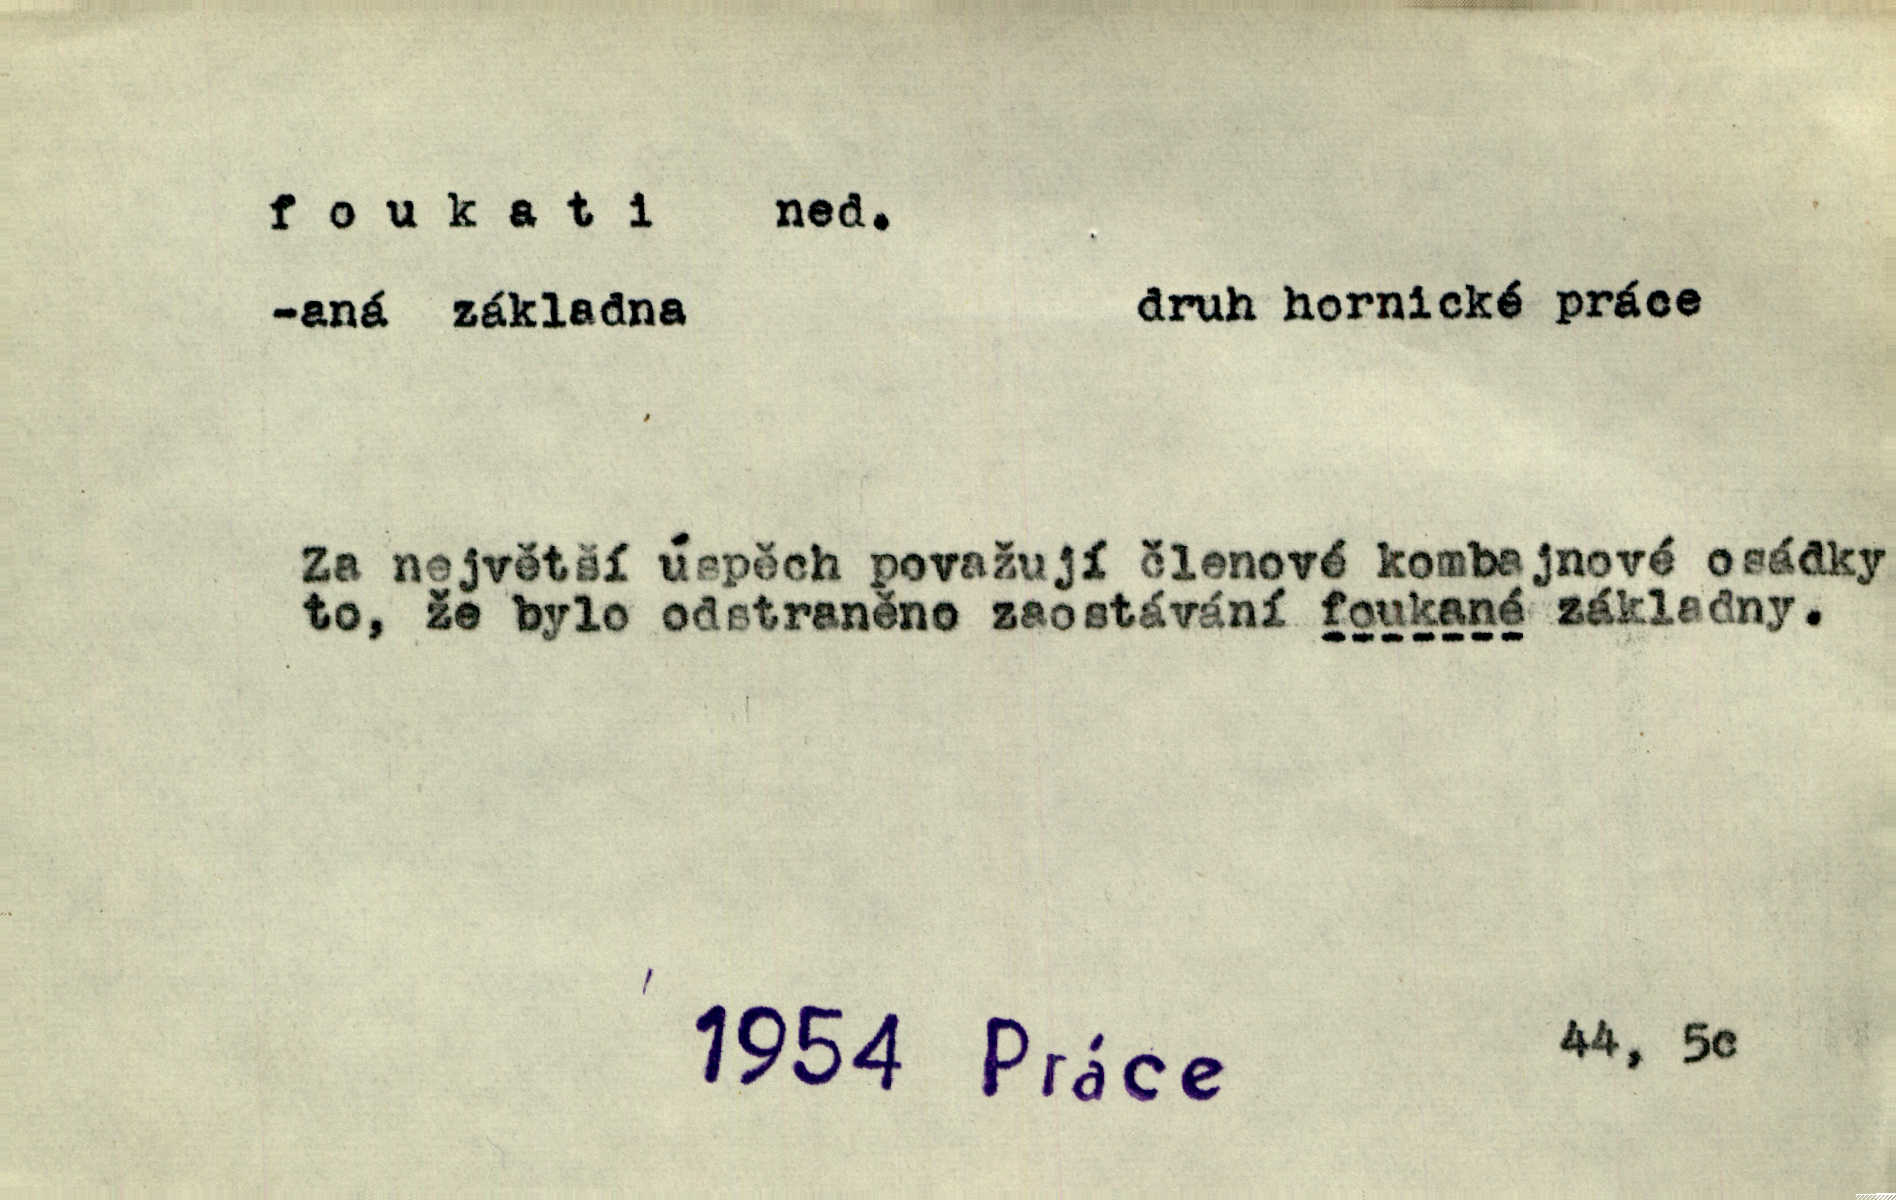 foukati ned.
-aná základna druh hornické práce
Za největší úspěch považují členové kombajnové osádky
to, že bylo odstraněno zaostávání foukané základny.
1954 Práce 44, 5c